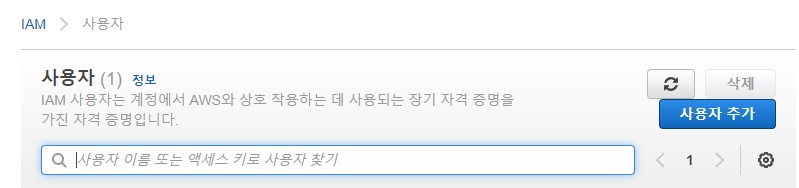 IAM > 사용자
사용자 (1) 정보
IAM 사용자는 계정에서 AWS와 상호 작용하는 데 사용되는 장기 자격 증명을
가진 자격 증명입니다.
삭제
사용자 추가
사용자 이름 또는 액세스 키로 사용자 찾기
< 1 >